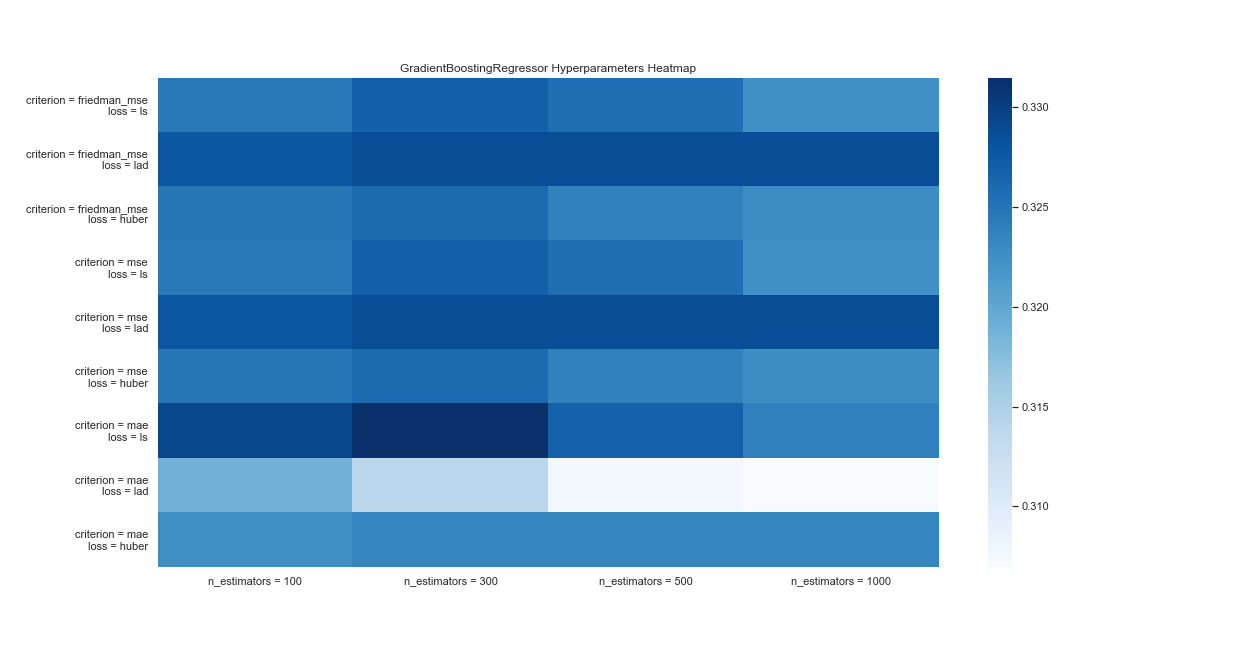 GradientBoostingRegressor Hyperparameters Heatmap
criterion = friedman_mse
loss = ls
criterion = friedman_mse
loss = lad
criterion = friedman_mse
loss = huber
criterion = mse
loss = ls
criterion = mse
loss = lad
criterion = mse
loss = huber
criterion = mae
loss = ls
criterion = mae
loss = lad
criterion = mae
loss = huber
n_estimators = 100
n_estimators = 300
n_estimators = 500
n_estimators = 1000
0.330
0.325
0.320
0.315
0.310